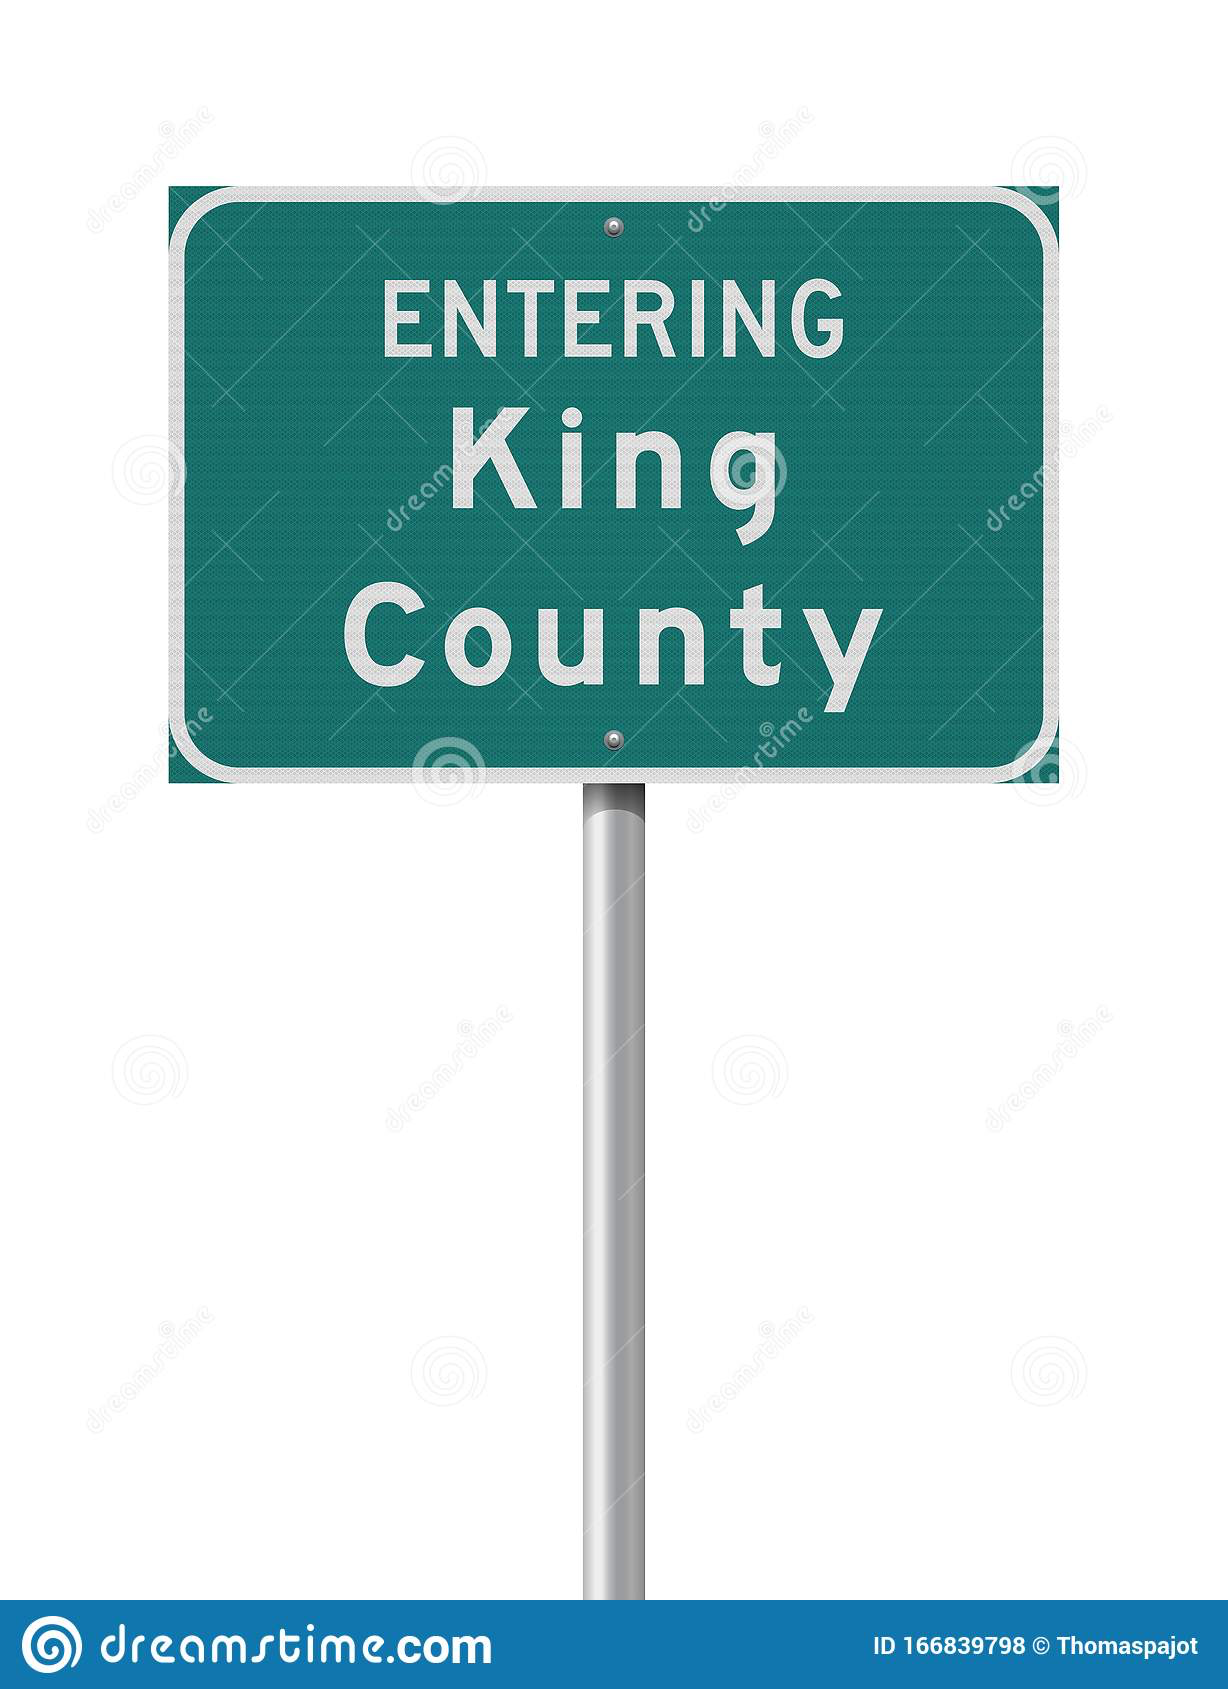 ENTERING
King
County
dreamstime.com
ID 166839798 © Thomaspajot